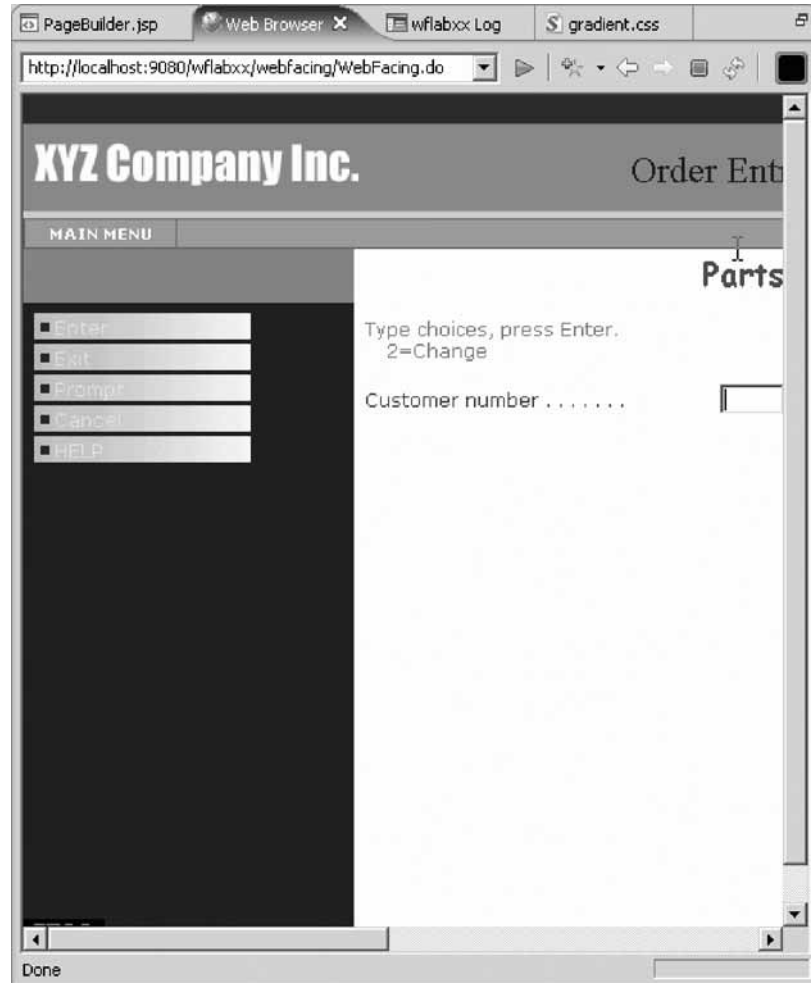 PageBuilder.jsp Web Browser wflabxx Log gradient.css
http://localhost:9080/wflabxx/webfacing/WebFacing.do
XYZ Company Inc.
Order Ent
MAIN MENU
Parts
Enter
Exit
Prompt
Cancel
HELP
Type choices, press Enter.
2=Change
Customer number . . . . . . .
Done